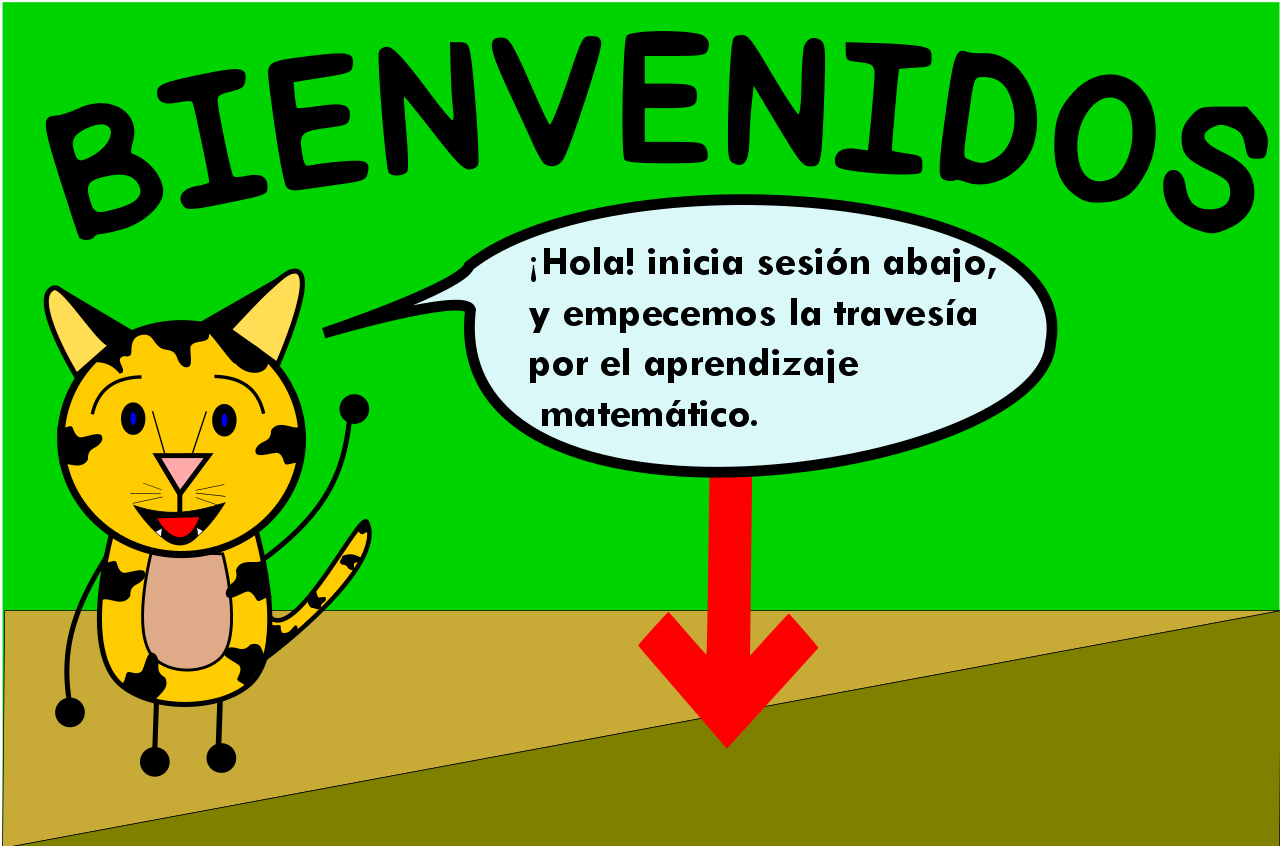 BIENVENIDOS
¡Hola! inicia sesión abajo,
y empecemos la travesía
por el aprendizaje
matemático.